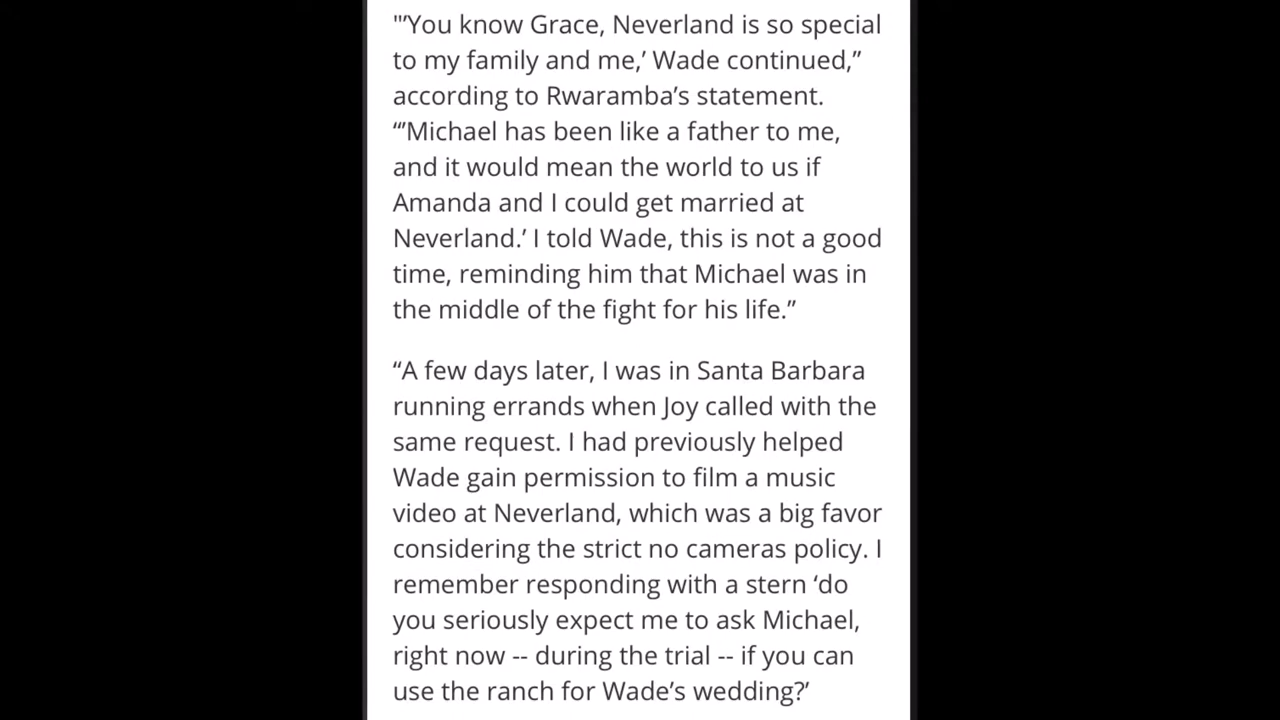 "’You know Grace, Neverland is so special
to my family and me,’ Wade continued,”
according to Rwaramba’s statement.
“’Michael has been like a father to me,
and it would mean the world to us if
Amanda and I could get married at
Neverland.’ I told Wade, this is not a good
time, reminding him that Michael was in
the middle of the fight for his life.”
“A few days later, I was in Santa Barbara
running errands when Joy called with the
same request. I had previously helped
Wade gain permission to film a music
video at Neverland, which was a big favor
considering the strict no cameras policy. I
remember responding with a stern ‘do
you seriously expect me to ask Michael,
right now -- during the trial -- if you can
use the ranch for Wade’s wedding?’